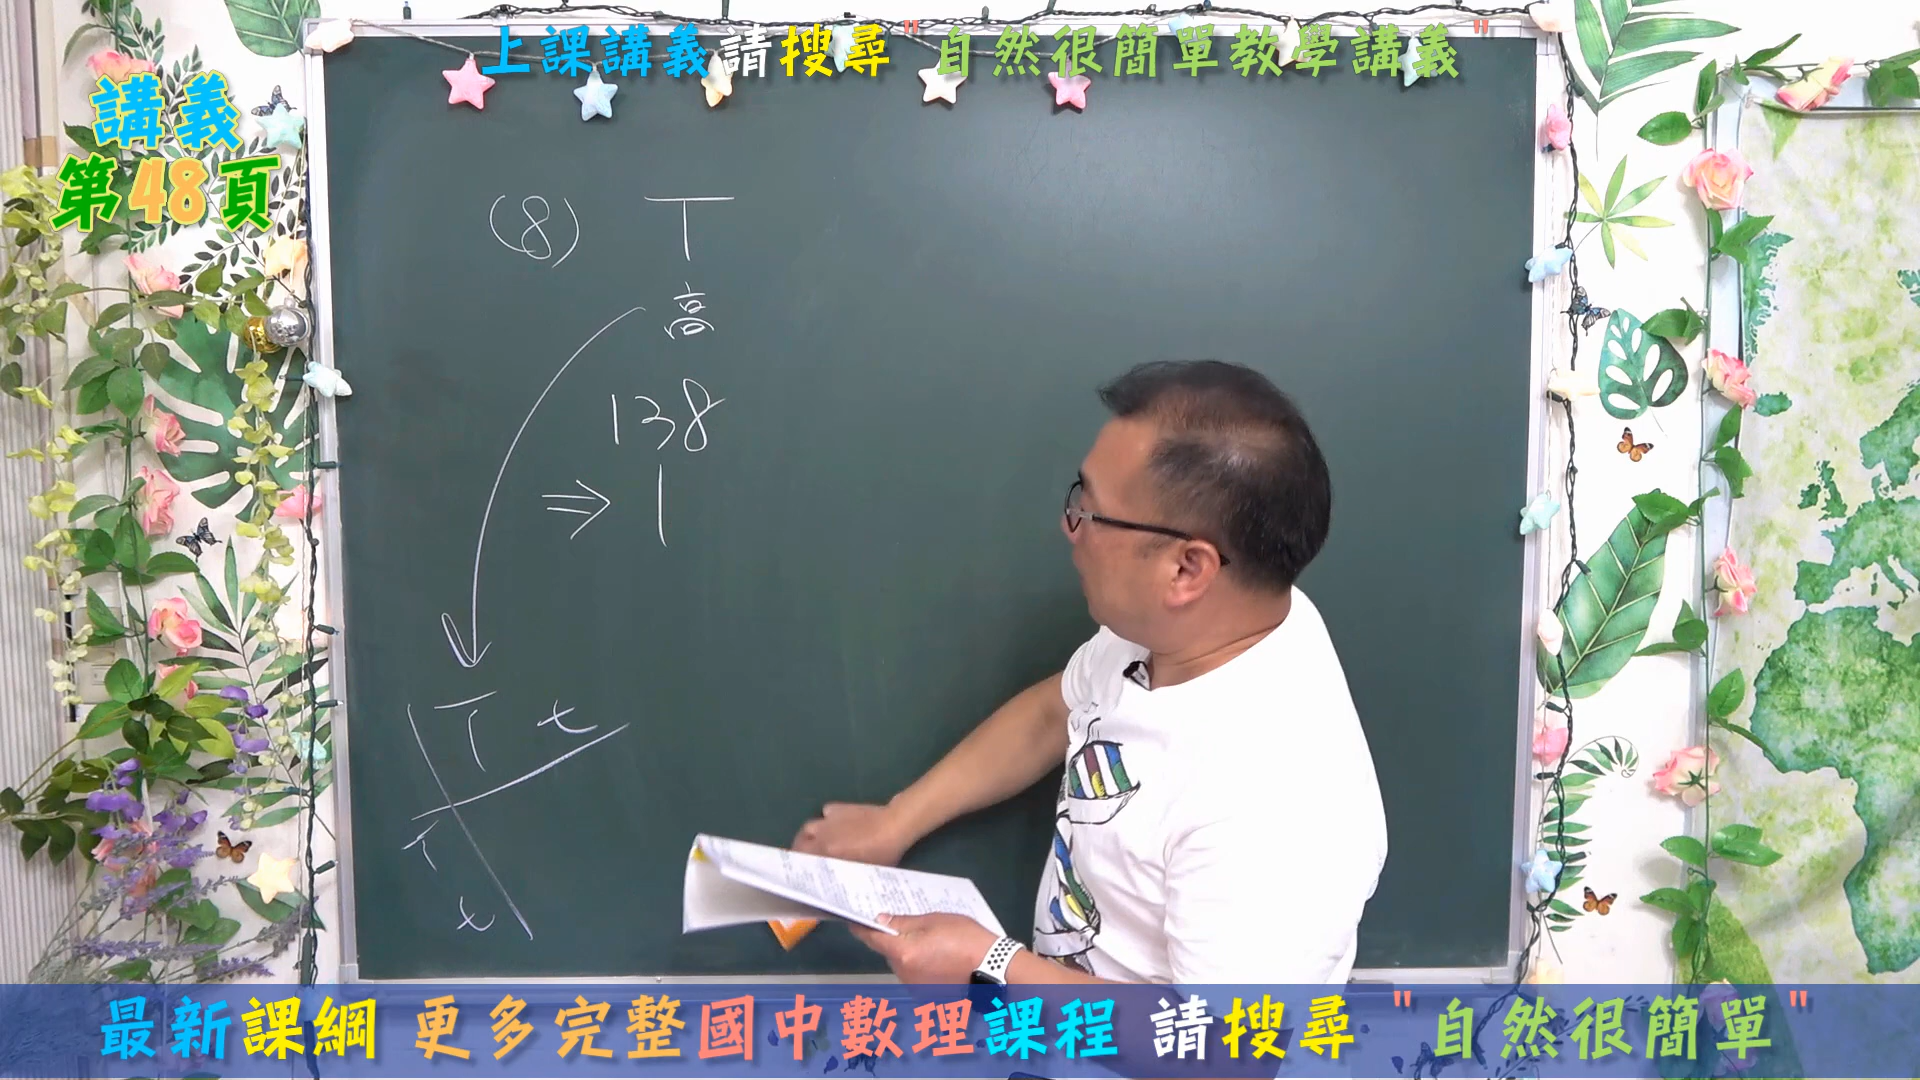 上課講義請搜尋"自然很簡單教學講義"
講義
第48頁
(8) T
高
138
⇒ 1
T t
T
t
最新課綱 更多完整國中數理課程 請搜尋 "自然很簡單"